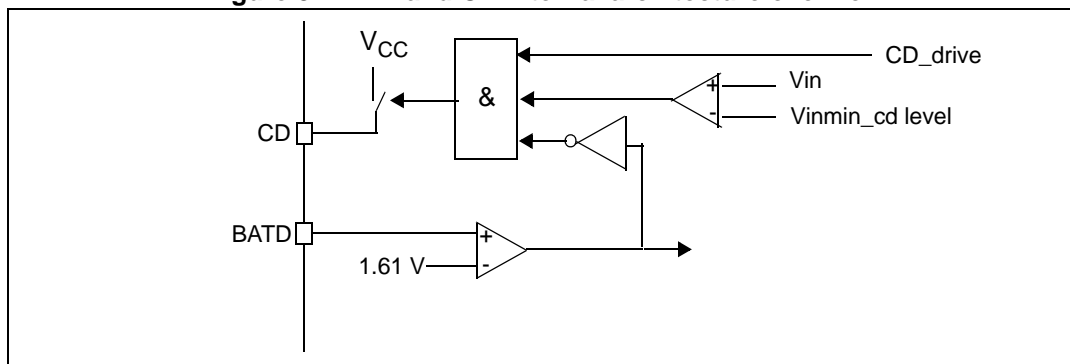 V_CC
CD_drive
&
+
Vin
-
Vinmin_cd level
CD
BATD
+
1.61 V
-